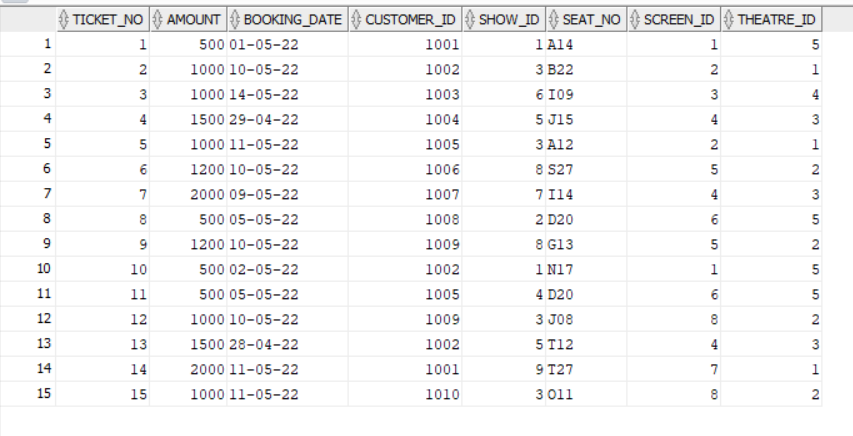 TICKET_NO AMOUNT BOOKING_DATE CUSTOMER_ID SHOW_ID SEAT_NO SCREEN_ID THEATRE_ID
1 1 500 01-05-22 1001 1 A14 1 5
2 2 1000 10-05-22 1002 3 B22 2 1
3 3 1000 14-05-22 1003 6 I09 3 4
4 4 1500 29-04-22 1004 5 J15 4 3
5 5 1000 11-05-22 1005 3 A12 2 1
6 6 1200 10-05-22 1006 8 S27 5 2
7 7 2000 09-05-22 1007 7 I14 4 3
8 8 500 05-05-22 1008 2 D20 6 5
9 9 1200 10-05-22 1009 8 G13 5 2
10 10 500 02-05-22 1002 1 N17 1 5
11 11 500 05-05-22 1005 4 D20 6 5
12 12 1000 10-05-22 1009 3 J08 8 2
13 13 1500 28-04-22 1002 5 T12 4 3
14 14 2000 11-05-22 1001 9 T27 7 1
15 15 1000 11-05-22 1010 3 O11 8 2